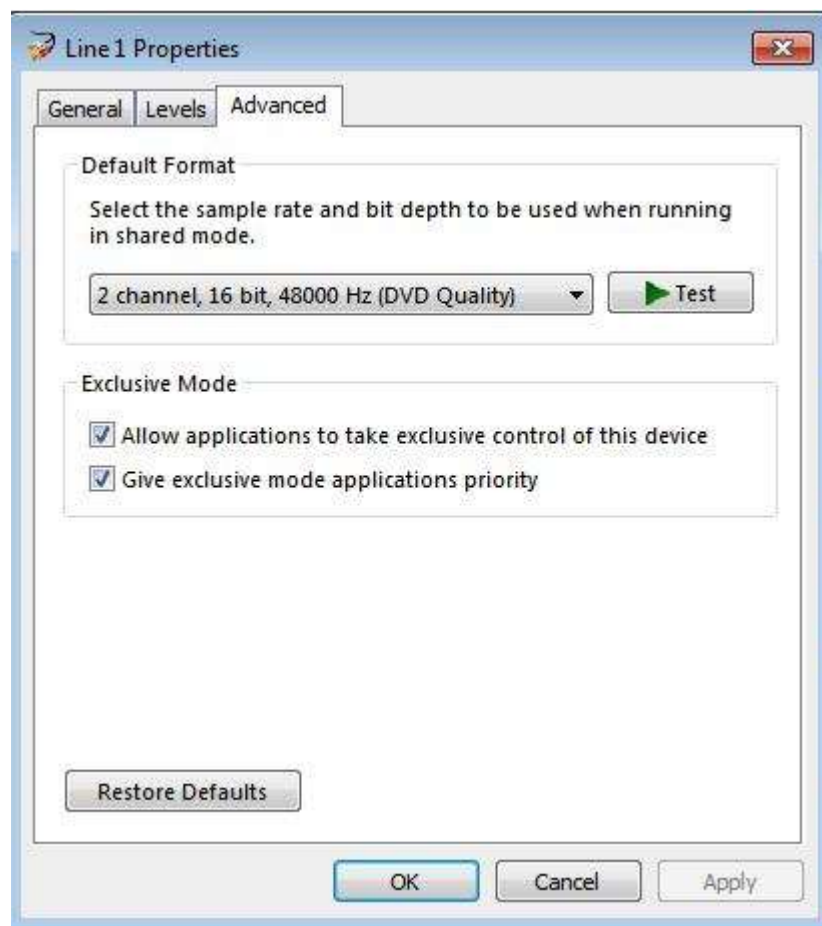 Line 1 Properties
General
Levels
Advanced
Default Format
Select the sample rate and bit depth to be used when running
in shared mode.
2 channel, 16 bit, 48000 Hz (DVD Quality)
Test
Exclusive Mode
Allow applications to take exclusive control of this device
Give exclusive mode applications priority
Restore Defaults
OK
Cancel
Apply